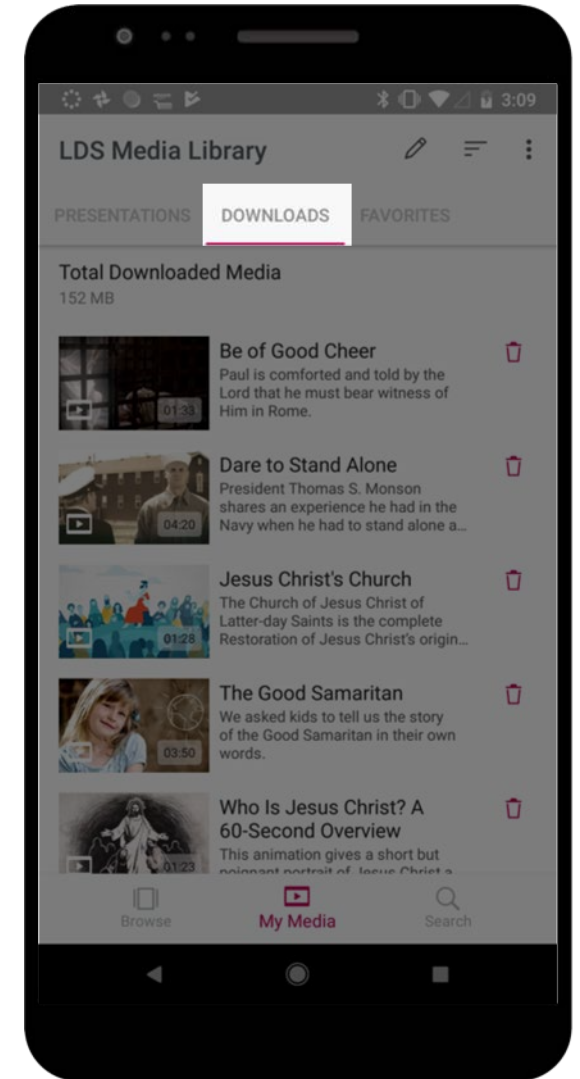 3:09
LDS Media Library
PRESENTATIONS DOWNLOADS FAVORITES
Total Downloaded Media
152 MB
Be of Good Cheer
Paul is comforted and told by the
Lord that he must bear witness of
Him in Rome.
01:33
Dare to Stand Alone
President Thomas S. Monson
shares an experience he had in the
Navy when he had to stand alone a...
04:20
Jesus Christ's Church
The Church of Jesus Christ of
Latter-day Saints is the complete
Restoration of Jesus Christ's origin...
01:28
The Good Samaritan
We asked kids to tell us the story
of the Good Samaritan in their own
words.
03:50
Who Is Jesus Christ? A
60-Second Overview
This animation gives a short but
poignant portrait of Jesus Christ a
01:23
Browse My Media Search